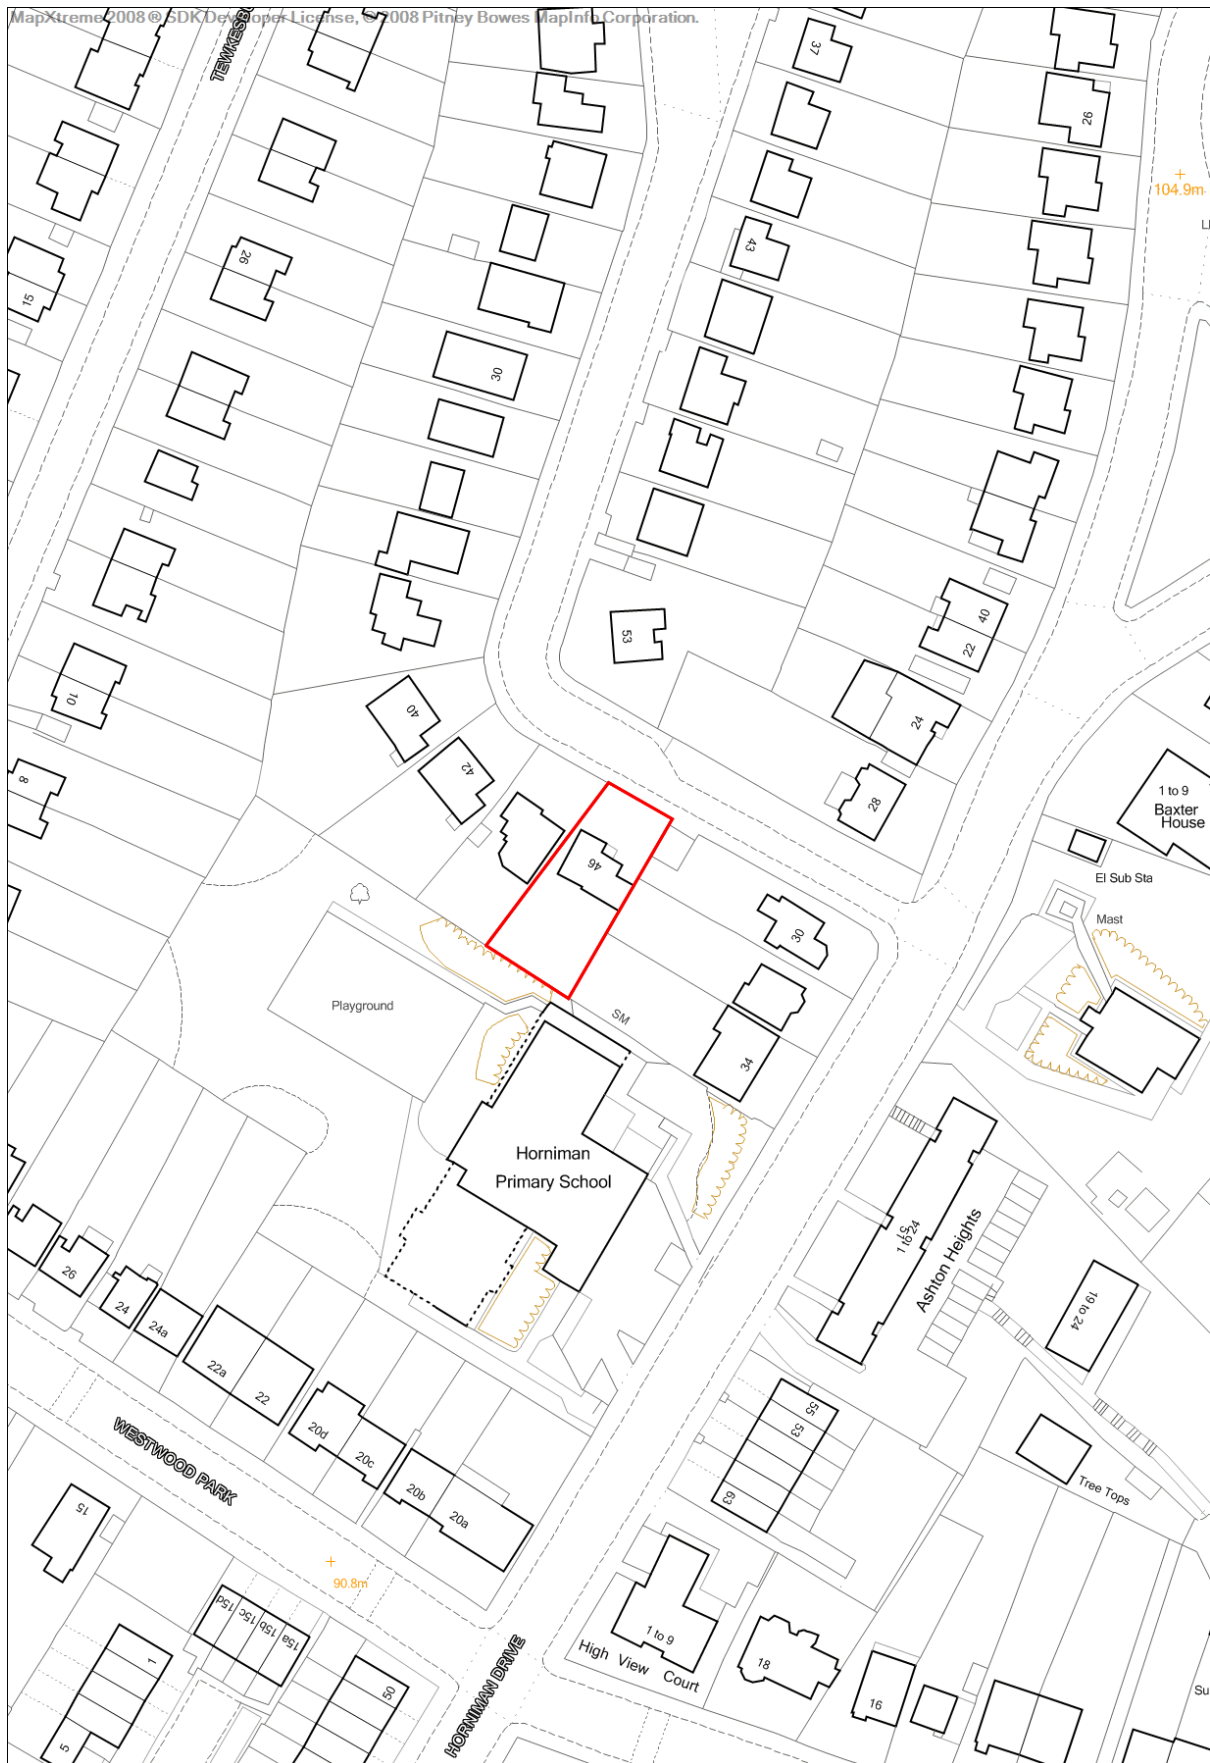 MapXtreme 2008 ® SDK Developer License, © 2008 Pitney Bowes MapInfo Corporation.
TEWKESBU
37
26
104.9m
43
26
15
30
53
40
22
24
10
40
42
28
8
1 to 9
Baxter
House
46
El Sub Sta
Mast
30
Playground
SM
34
Horniman
Primary School
1 to 24
Ashton Heights
19 to 24
26
24
24a
22a
22
20d
20c
20b
20a
55
53
63
WESTWOOD PARK
Tree Tops
15
90.8m
15d
15c
15b
15a
1 to 9
High View Court
18
16
1
5
50
HORNIMAN DRIVE
Su